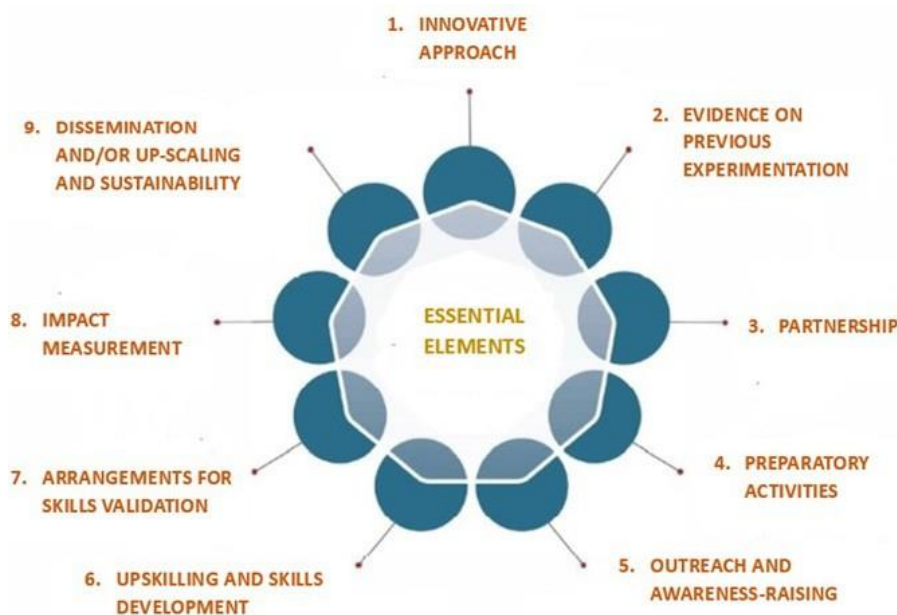 1. INNOVATIVE
APPROACH
2. EVIDENCE ON
PREVIOUS
EXPERIMENTATION
3. PARTNERSHIP
4. PREPARATORY
ACTIVITIES
5. OUTREACH AND
AWARENESS-RAISING
6. UPSKILLING AND SKILLS
DEVELOPMENT
7. ARRANGEMENTS FOR
SKILLS VALIDATION
8. IMPACT
MEASUREMENT
9. DISSEMINATION
AND/OR UP-SCALING
AND SUSTAINABILITY
ESSENTIAL
ELEMENTS